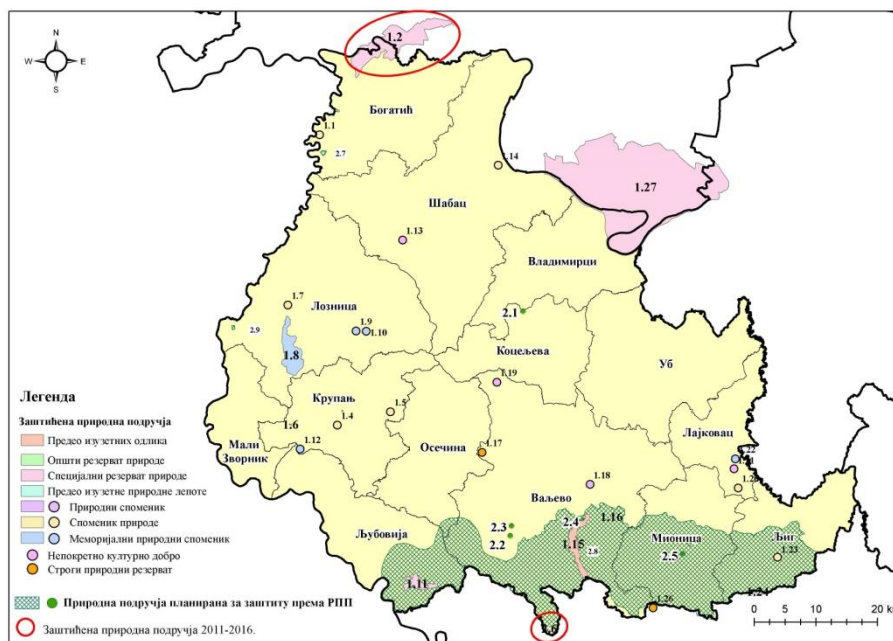 N
W E
S
1.2
Богатић
1.1
2.7
1.14
1.27
Шабац
1.13
Владимирци
1.7
Лозница
2.1
2.9
1.9
1.10
1.8
Коцељева
Уб
1.19
Легенда
Заштићена природна подручја
Предео изузетних одлика
Општи резерват природе
Специјални резерват природе
Предео изузетне природне лепоте
Природни споменик
Споменик природе
Меморијални природни споменик
Непокретно културно добро
Строги природни резерват
Природна подручја планирана за заштиту према РПП
Заштићена природна подручја 2011-2016.
Крупањ
1.5
1.4
1.6
Мали
Зворник
1.12
Осечина
1.17
Лајковац
1.18
Ваљево
Љубовија
2.3
2.2
2.4
1.16
1.15
2.8
Мионица
2.5
Љиг
1.23
1.11
1.24
1.26
0 5 10 20 km